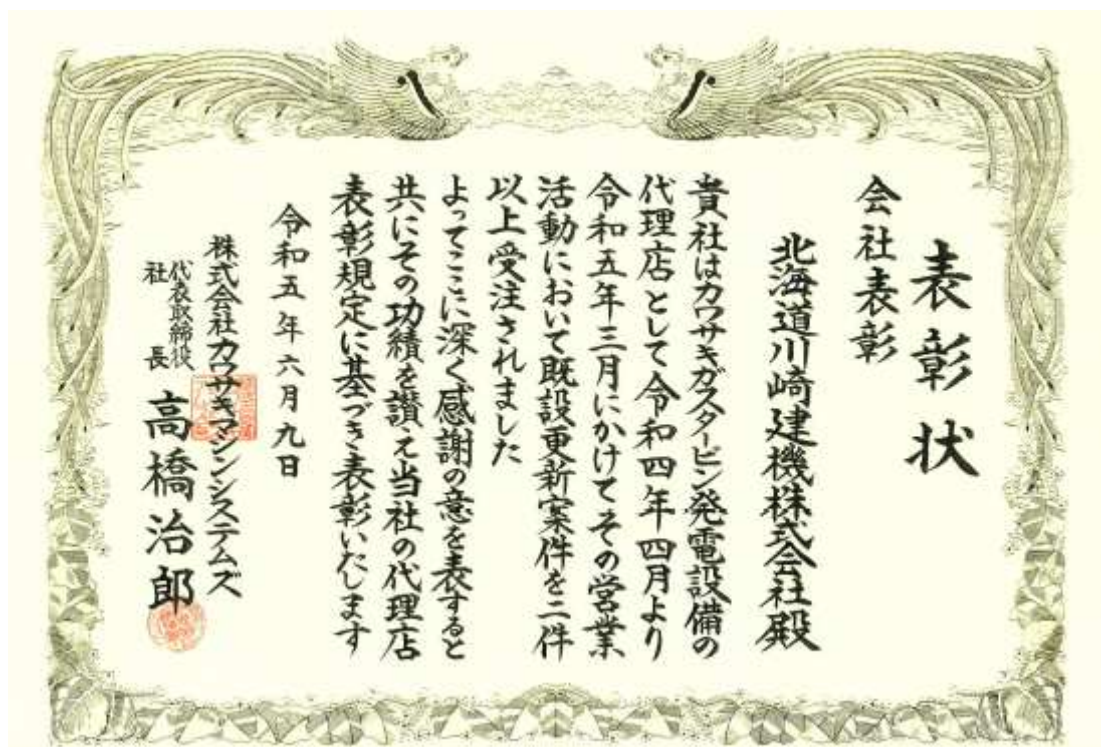 表彰状
会社表彰
北海道川崎建機株式会社殿
貴社はカワサキガスタービン発電設備の
代理店として令和四年四月より
令和五年三月にかけてその営業
活動において既設更新案件を二件
以上受注されました
よってここに深く感謝の意を表すると
共にその功績を讃え当社の代理店
表彰規定に基づき表彰いたします
令和五年六月九日
株式会社カワサキマシンシステムズ
代表取締役
社長
高橋治郎